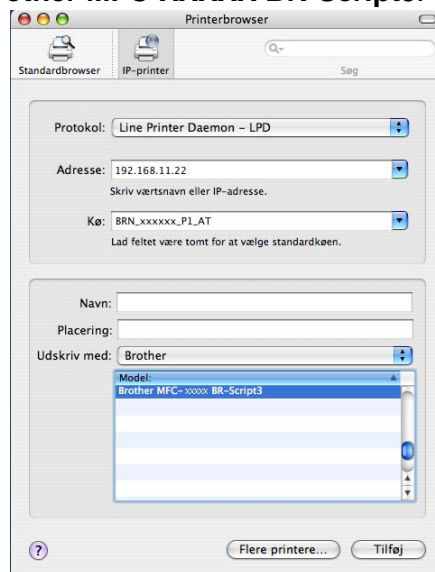 Printerbrowser
Standardbrowser
IP-printer
Søg
Protokol: Line Printer Daemon – LPD
Adresse: 192.168.11.22
Skriv værtsnavn eller IP-adresse.
Kø: BRN_xxxxxx_P1_AT
Lad feltet være tomt for at vælge standardkøen.
Navn:
Placering:
Udskriv med: Brother
Model:
Brother MFC-xxxxx BR-Script3
?
Flere printere...
Tilføj